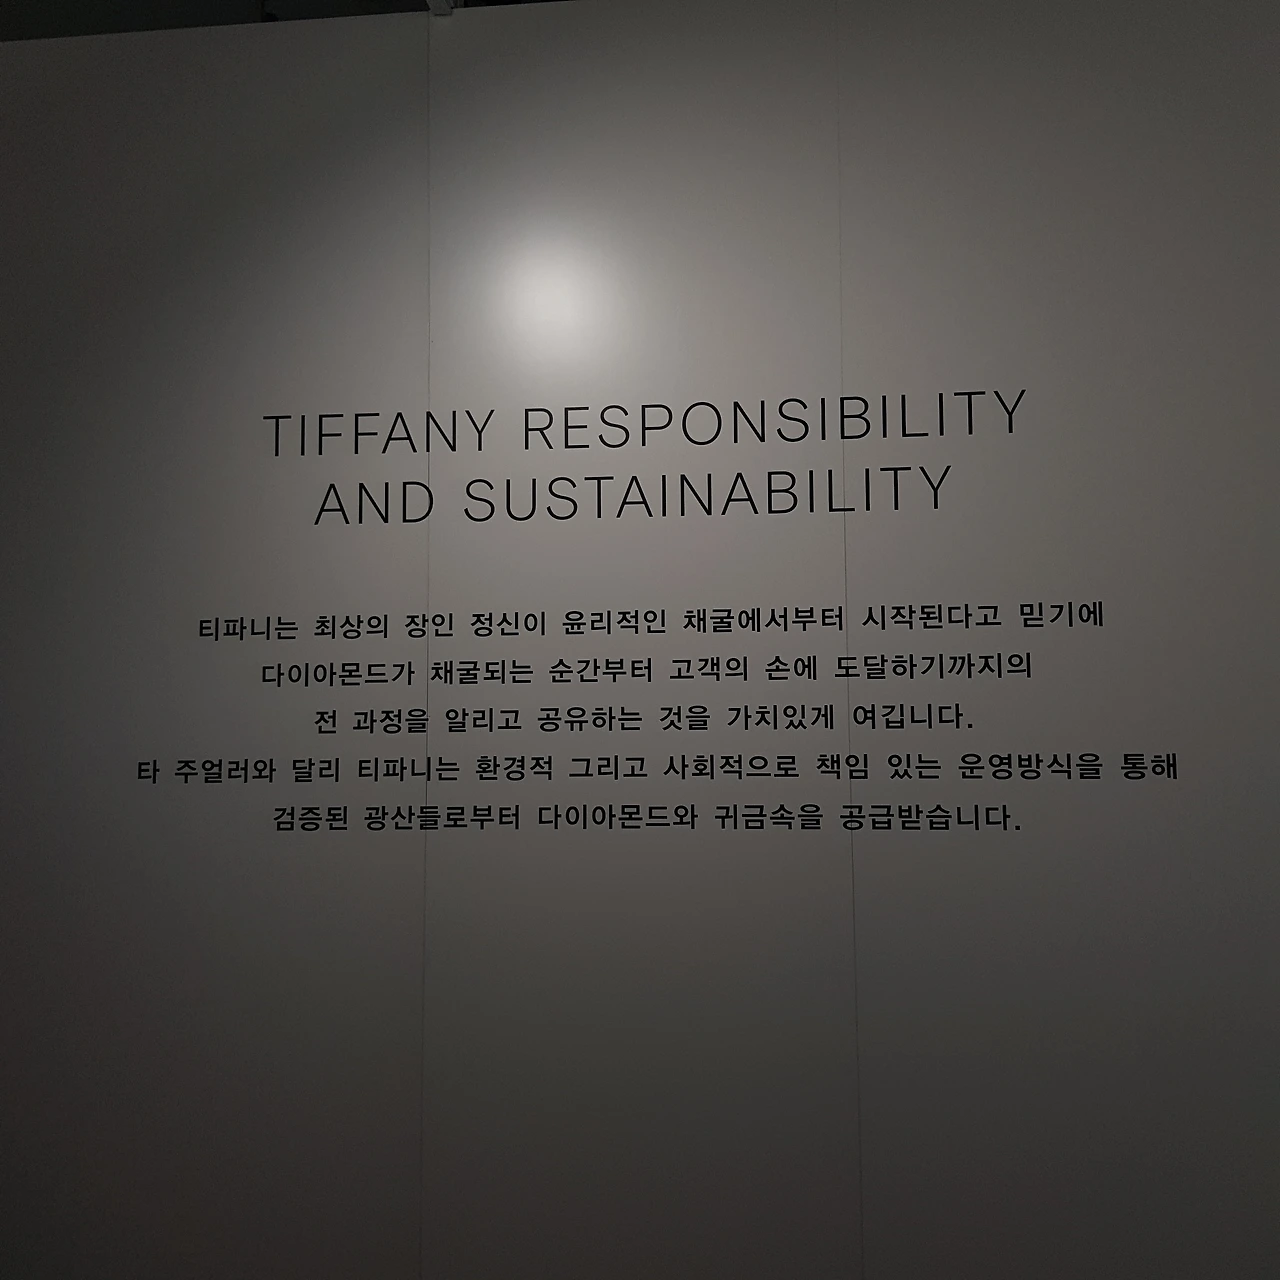 TIFFANY RESPONSIBILITY
AND SUSTAINABILITY
티파니는 최상의 장인 정신이 윤리적인 채굴에서부터 시작된다고 믿기에
다이아몬드가 채굴되는 순간부터 고객의 손에 도달하기까지의
전 과정을 알리고 공유하는 것을 가치있게 여깁니다.
타 주얼러와 달리 티파니는 환경적 그리고 사회적으로 책임 있는 운영방식을 통해
검증된 광산들로부터 다이아몬드와 귀금속을 공급받습니다.